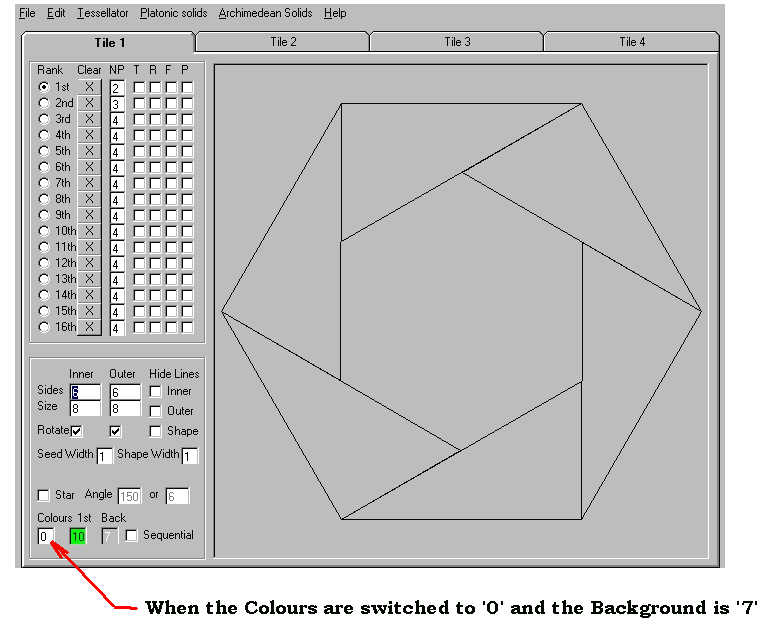 File Edit Tessellator Platonic solids Archimedean Solids Help
Tile 1 Tile 2 Tile 3 Tile 4
Rank Clear NP T R F P
1st X 2
2nd X 3
3rd X 4
4th X 4
5th X 4
6th X 4
7th X 4
8th X 4
9th X 4
10th X 4
11th X 4
12th X 4
13th X 4
14th X 4
15th X 4
16th X 4
Inner Outer Hide Lines
Sides 6 6 Inner
Size 8 8 Outer
Rotate Shape
Seed Width 1 Shape Width 1
Star Angle 150 or 6
Colours 1st Back
0 10 7 Sequential
When the Colours are switched to '0' and the Background is '7'